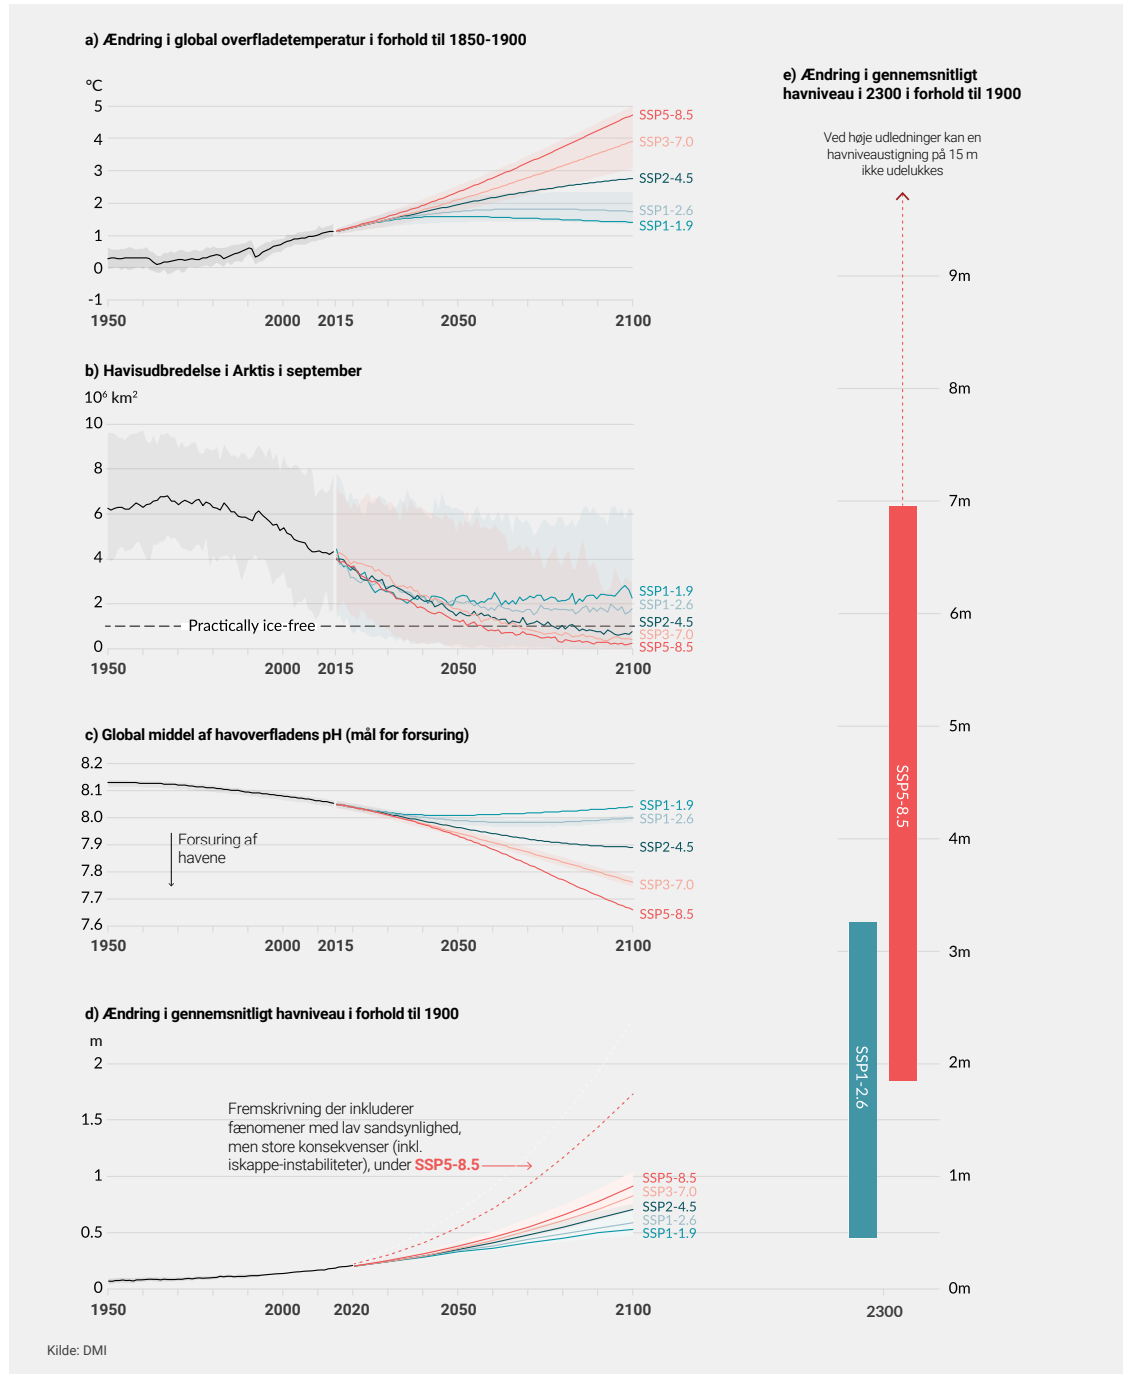 a) Ændring i global overfladetemperatur i forhold til 1850-1900
°C
5
4
3
2
1
0
-1
SSP5-8.5
SSP3-7.0
SSP2-4.5
SSP1-2.6
SSP1-1.9
1950
2000
2015
2050
2100
b) Havisudbredelse i Arktis i september
10⁶ km²
10
8
6
4
2
0
Practically ice-free
SSP1-1.9
SSP1-2.6
SSP2-4.5
SSP3-7.0
SSP5-8.5
1950
2000
2015
2050
2100
c) Global middel af havoverfladens pH (mål for forsuring)
8.2
8.1
8.0
7.9
7.8
7.7
7.6
Forsuring af
havene
SSP1-1.9
SSP1-2.6
SSP2-4.5
SSP3-7.0
SSP5-8.5
1950
2000
2015
2050
2100
d) Ændring i gennemsnitligt havniveau i forhold til 1900
m
2
1.5
1
0.5
0
Fremskrivning der inkluderer
fænomener med lav sandsynlighed,
men store konsekvenser (inkl.
iskappe-instabiliteter), under SSP5-8.5
SSP5-8.5
SSP3-7.0
SSP2-4.5
SSP1-2.6
SSP1-1.9
1950
2000
2020
2050
2100
e) Ændring i gennemsnitligt
havniveau i 2300 i forhold til 1900
Ved høje udledninger kan en
havniveaustigning på 15 m
ikke udelukkes
9m
8m
7m
6m
5m
4m
3m
2m
1m
0m
SSP5-8.5
SSP1-2.6
2300
Kilde: DMI